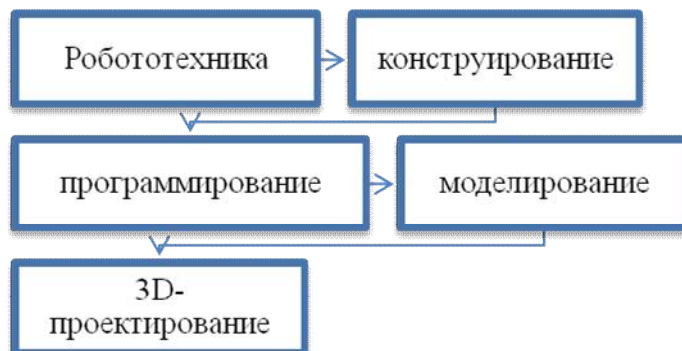 Робототехника
конструирование
программирование
моделирование
3D-
проектирование